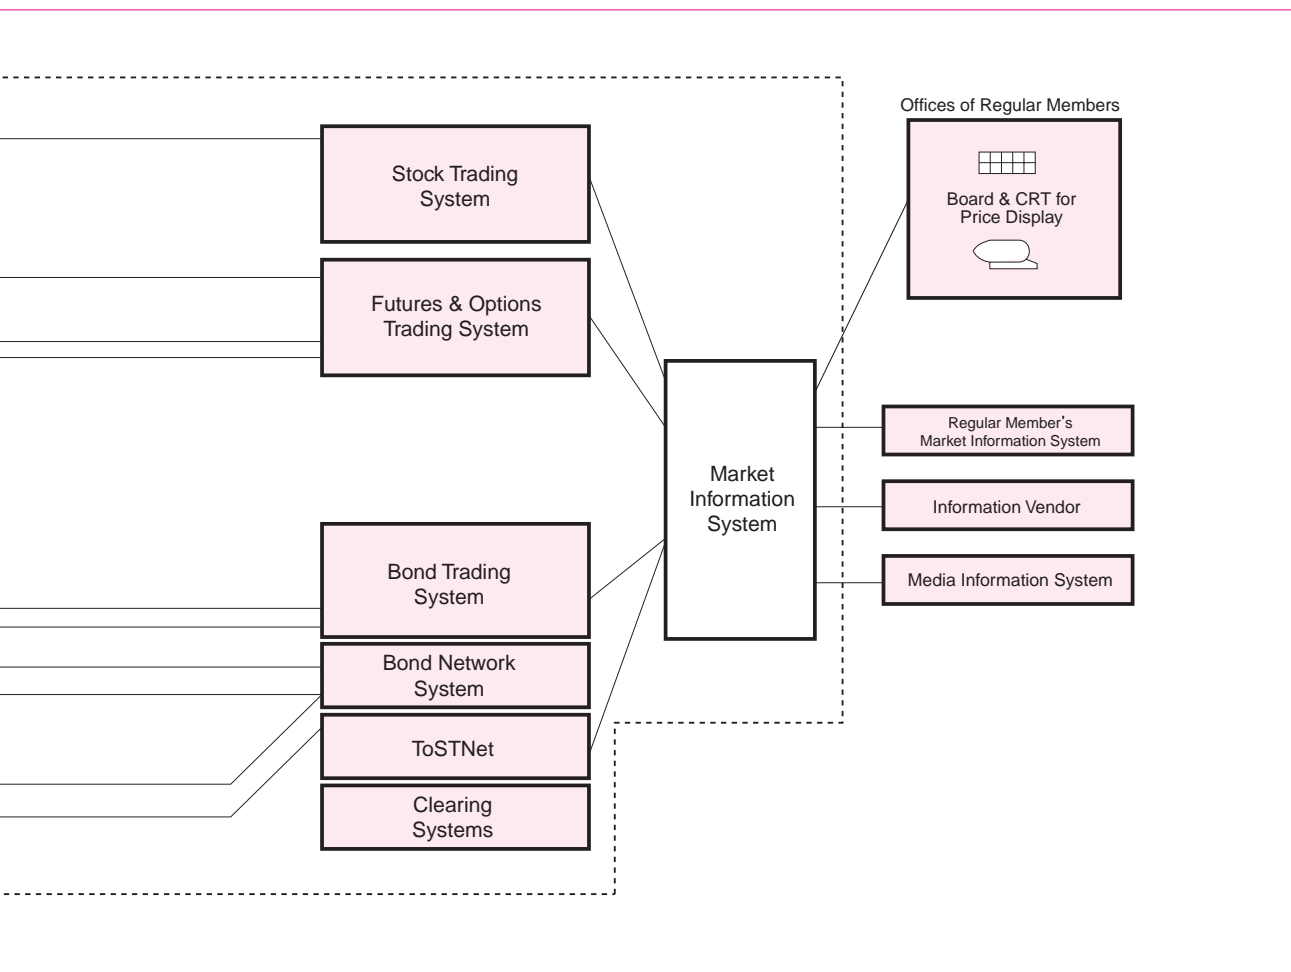 Offices of Regular Members
Stock Trading
System
Board & CRT for
Price Display
Futures & Options
Trading System
Regular Member's
Market Information System
Market
Information
System
Information Vendor
Bond Trading
System
Media Information System
Bond Network
System
ToSTNet
Clearing
Systems